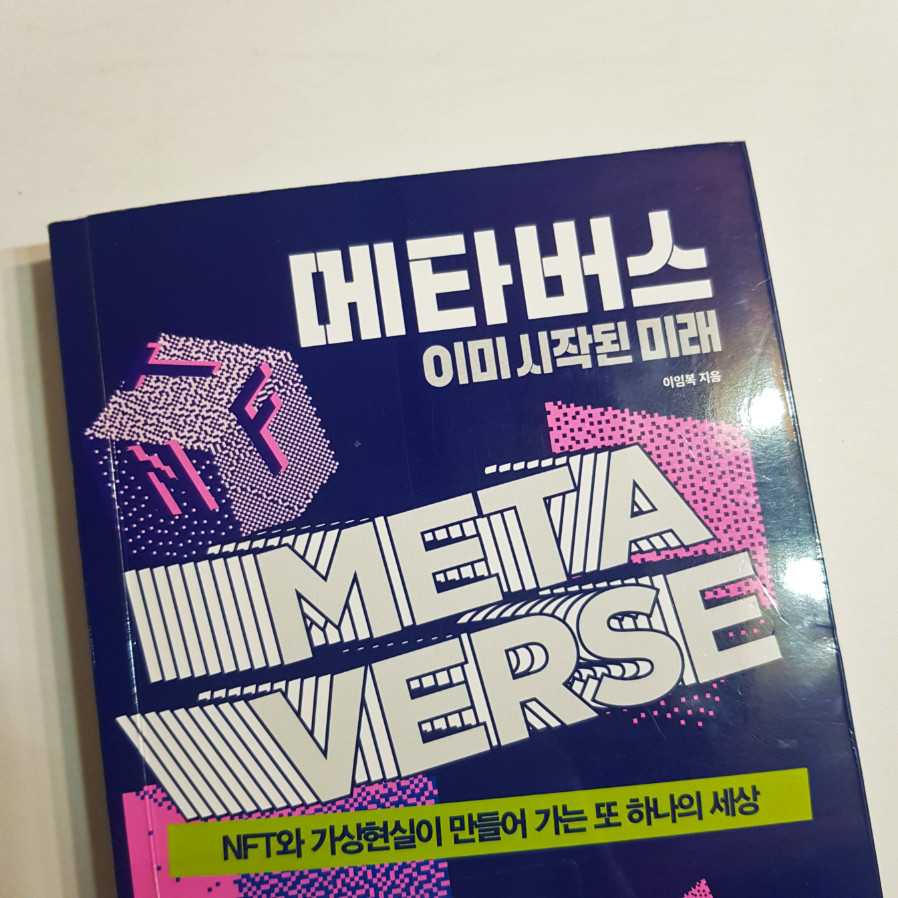 메타버스
이미 시작된 미래
이임복 지음
META
VERSE
NFT와 가상현실이 만들어 가는 또 하나의 세상